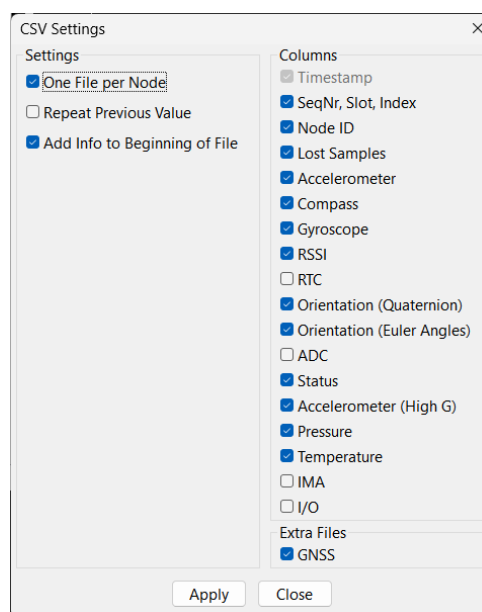 CSV Settings
Settings
One File per Node
Repeat Previous Value
Add Info to Beginning of File
Columns
Timestamp
SeqNr, Slot, Index
Node ID
Lost Samples
Accelerometer
Compass
Gyroscope
RSSI
RTC
Orientation (Quaternion)
Orientation (Euler Angles)
ADC
Status
Accelerometer (High G)
Pressure
Temperature
IMA
I/O
Extra Files
GNSS
Apply
Close